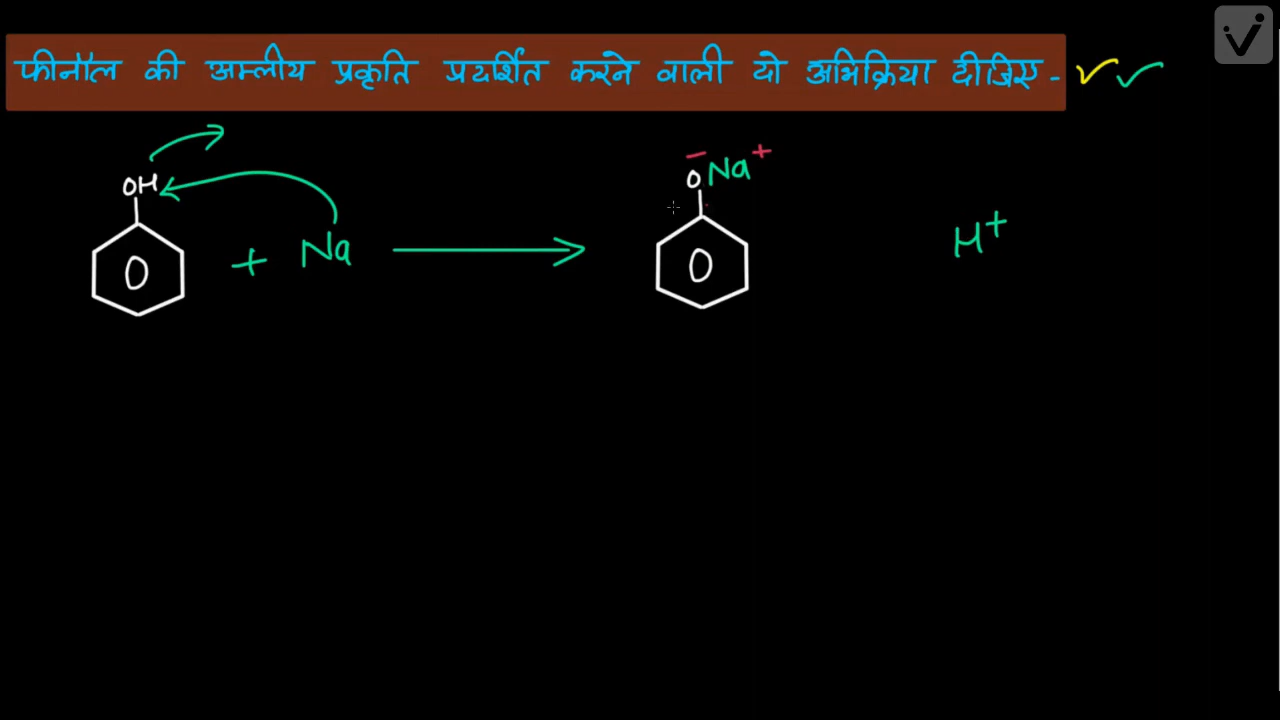 फीनॉल की अम्लीय प्रकृति प्रदर्शित करने वाली दो अभिक्रिया दीजिए -
OH
+ Na
O⁻ Na⁺
H⁺